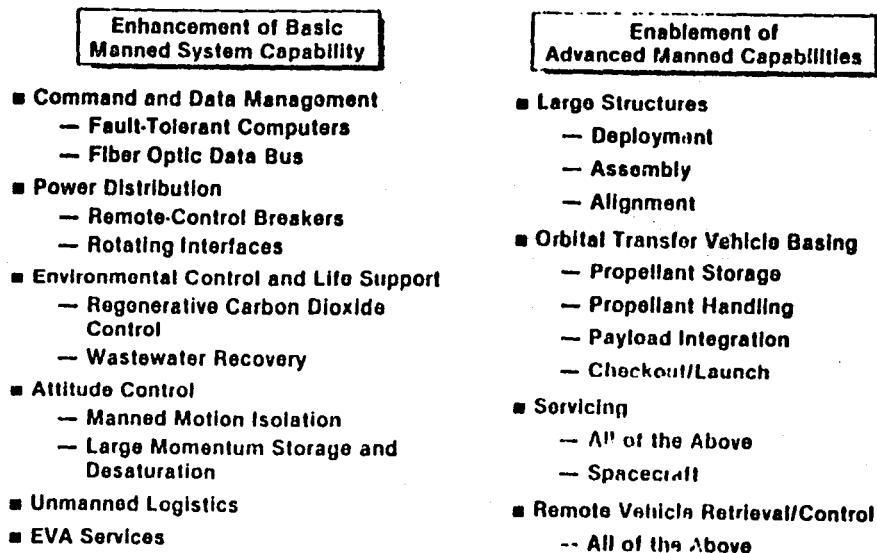 Enhancement of Basic
Manned System Capability
■ Command and Data Management
— Fault-Tolerant Computers
— Fiber Optic Data Bus
■ Power Distribution
— Remote-Control Breakers
— Rotating Interfaces
■ Environmental Control and Life Support
— Regenerative Carbon Dioxide
Control
— Wastewater Recovery
■ Attitude Control
— Manned Motion Isolation
— Large Momentum Storage and
Desaturation
■ Unmanned Logistics
■ EVA Services
Enablement of
Advanced Manned Capabilities
■ Large Structures
— Deployment
— Assembly
— Alignment
■ Orbital Transfer Vehicle Basing
— Propellant Storage
— Propellant Handling
— Payload Integration
— Checkout/Launch
■ Servicing
— All of the Above
— Spacecraft
■ Remote Vehicle Retrieval/Control
-- All of the Above